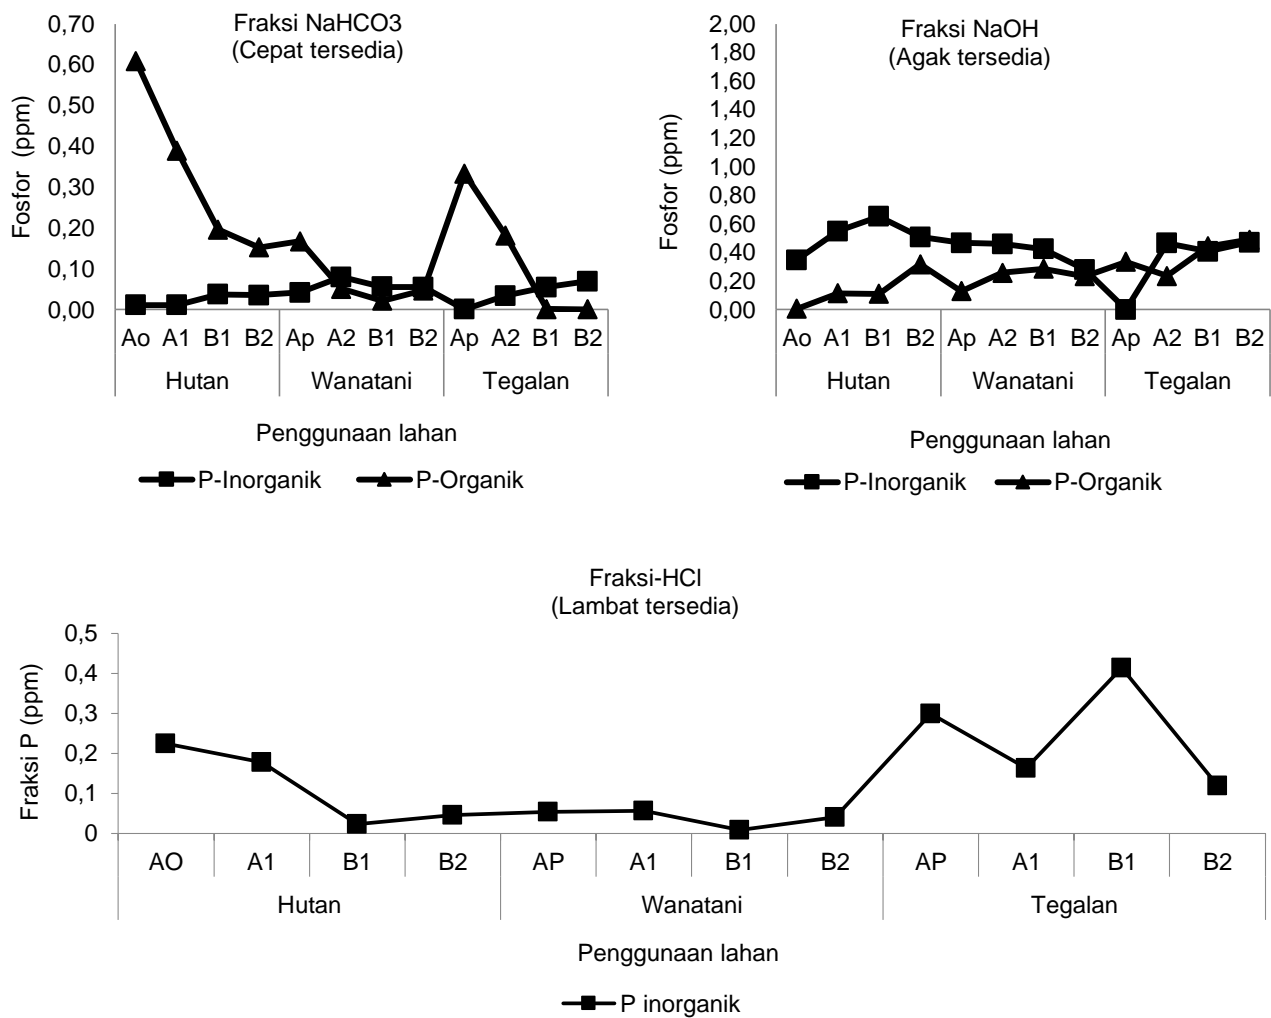 Fraksi NaHCO3
(Cepat tersedia)
Fosfor (ppm)
0,70
0,60
0,50
0,40
0,30
0,20
0,10
0,00
Ao A1 B1 B2 Ap A2 B1 B2 Ap A2 B1 B2
Hutan Wanatani Tegalan
Penggunaan lahan
P-Inorganik P-Organik
Fraksi NaOH
(Agak tersedia)
Fosfor (ppm)
2,00
1,80
1,60
1,40
1,20
1,00
0,80
0,60
0,40
0,20
0,00
Ao A1 B1 B2 Ap A2 B1 B2 Ap A2 B1 B2
Hutan Wanatani Tegalan
Penggunaan lahan
P-Inorganik P-Organik
Fraksi-HCl
(Lambat tersedia)
Fraksi P (ppm)
0,5
0,4
0,3
0,2
0,1
0
AO A1 B1 B2 AP A1 B1 B2 AP A1 B1 B2
Hutan Wanatani Tegalan
Penggunaan lahan
P inorganik